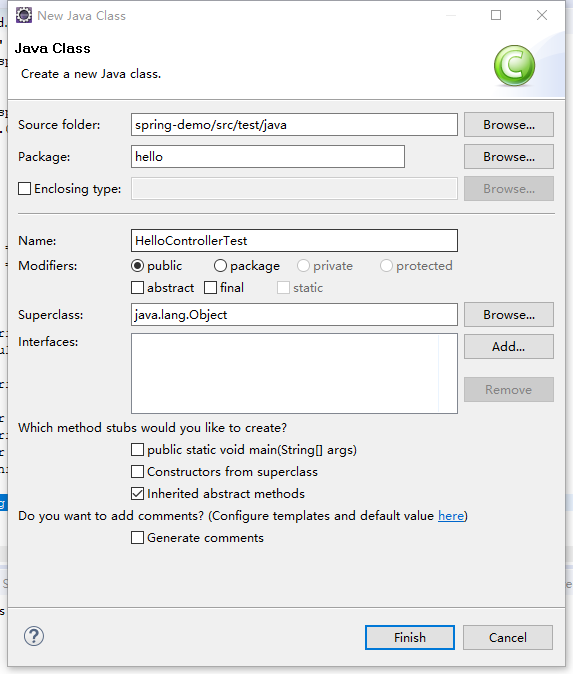 New Java Class
Java Class
Create a new Java class.
C
Source folder: spring-demo/src/test/java Browse...
Package: hello Browse...
Enclosing type: Browse...
Name: HelloControllerTest
Modifiers: public package private protected
abstract final static
Superclass: java.lang.Object Browse...
Interfaces: Add...
Remove
Which method stubs would you like to create?
public static void main(String[] args)
Constructors from superclass
Inherited abstract methods
Do you want to add comments? (Configure templates and default value here)
Generate comments
? Finish Cancel